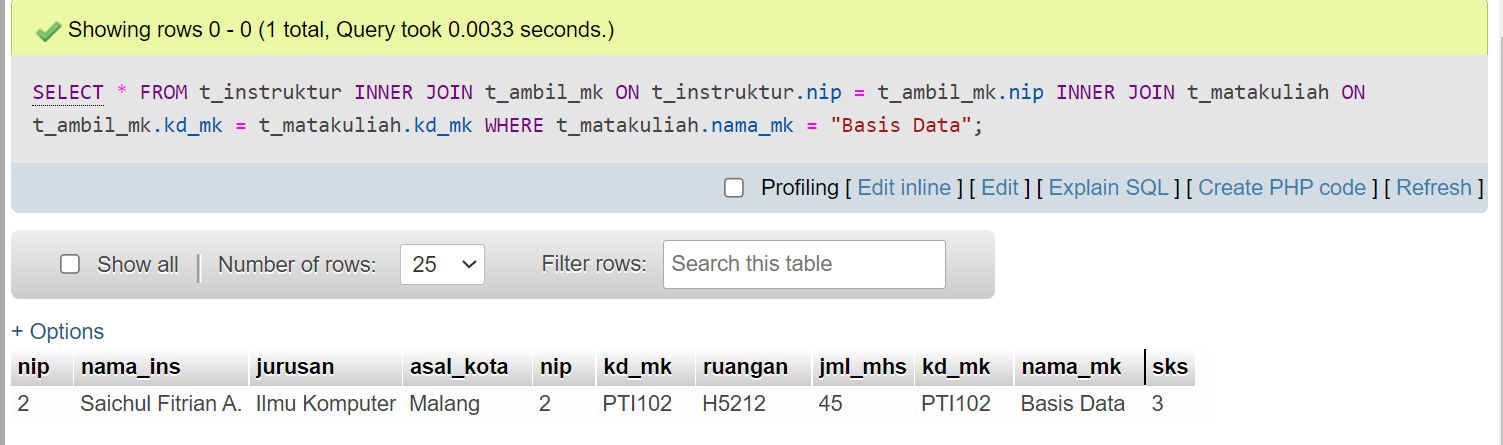 Showing rows 0 - 0 (1 total, Query took 0.0033 seconds.)
SELECT * FROM t_instruktur INNER JOIN t_ambil_mk ON t_instruktur.nip = t_ambil_mk.nip INNER JOIN t_matakuliah ON
t_ambil_mk.kd_mk = t_matakuliah.kd_mk WHERE t_matakuliah.nama_mk = "Basis Data";
Profiling [ Edit inline ] [ Edit ] [ Explain SQL ] [ Create PHP code ] [ Refresh ]
Show all | Number of rows: 25 Filter rows: Search this table
+ Options
nip nama_ins jurusan asal_kota nip kd_mk ruangan jml_mhs kd_mk nama_mk sks
2 Saichul Fitrian A. Ilmu Komputer Malang 2 PTI102 H5212 45 PTI102 Basis Data 3